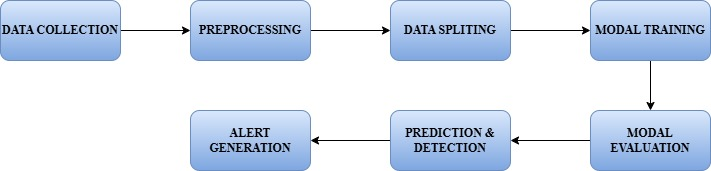 DATA COLLECTION
PREPROCESSING
DATA SPLITING
MODAL TRAINING
MODAL
EVALUATION
PREDICTION &
DETECTION
ALERT
GENERATION